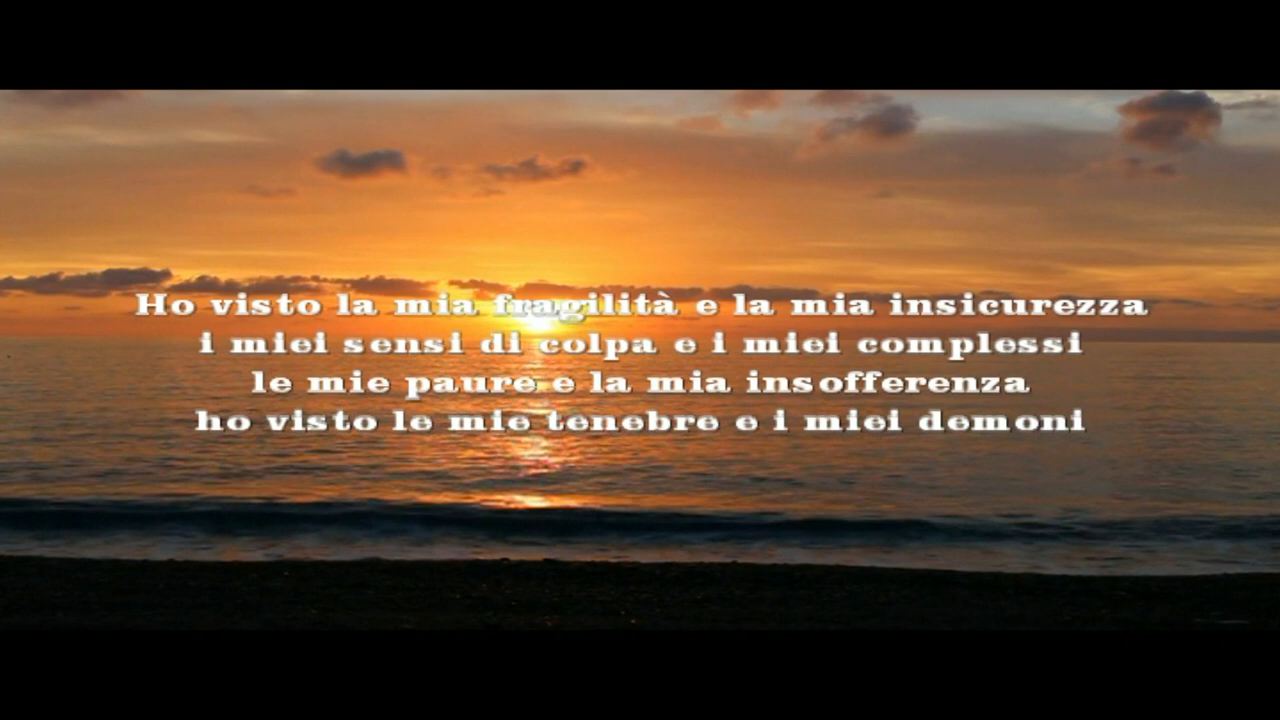 Ho visto la mia fragilità e la mia insicurezza
i miei sensi di colpa e i miei complessi
le mie paure e la mia insofferenza
ho visto le mie tenebre e i miei demoni